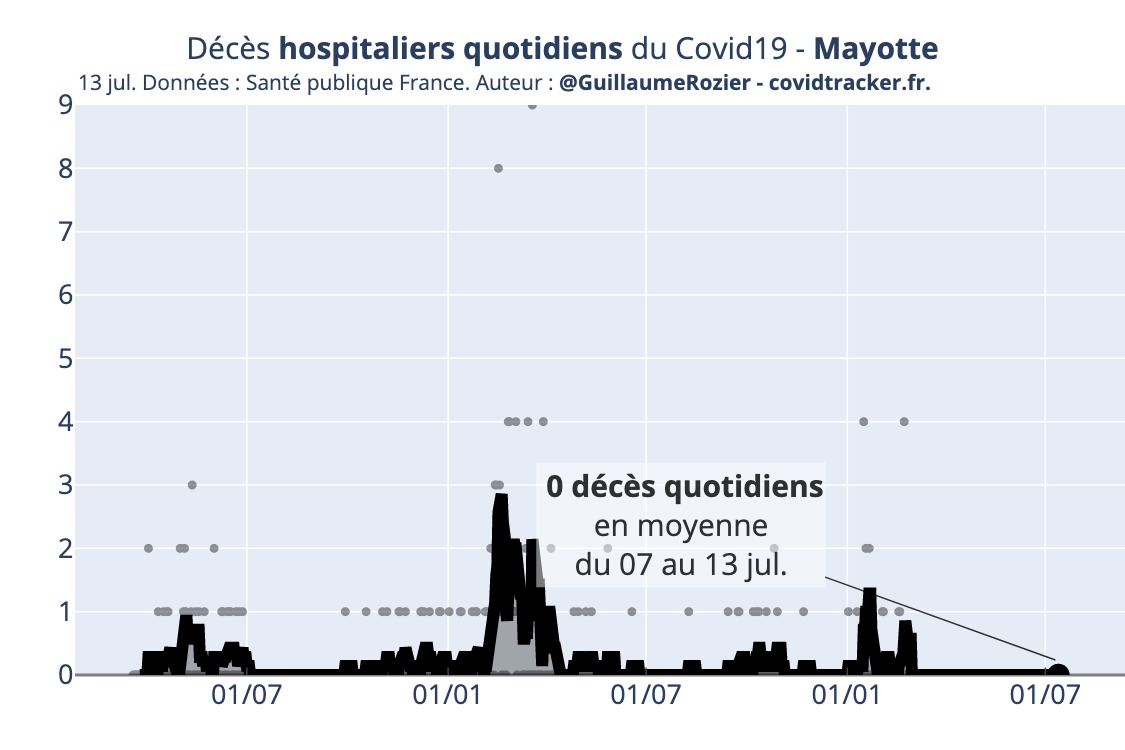 Décès hospitaliers quotidiens du Covid19 - Mayotte
13 jul. Données : Santé publique France. Auteur : @GuillaumeRozier - covidtracker.fr.
9
8
7
6
5
4
3
2
1
0
0 décès quotidiens
en moyenne
du 07 au 13 jul.
01/07 01/01 01/07 01/01 01/07